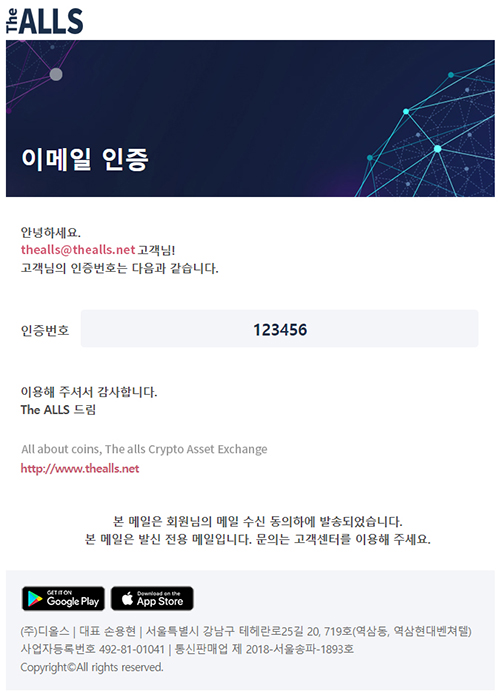 The ALLS
이메일 인증
안녕하세요.
thealls@thealls.net 고객님!
고객님의 인증번호는 다음과 같습니다.
인증번호 123456
이용해 주셔서 감사합니다.
The ALLS 드림
All about coins, The alls Crypto Asset Exchange
http://www.thealls.net
본 메일은 회원님의 메일 수신 동의하에 발송되었습니다.
본 메일은 발신 전용 메일입니다. 문의는 고객센터를 이용해 주세요.
GET IT ON Google Play Download on the App Store
(주)디올스 | 대표 손용현 | 서울특별시 강남구 테헤란로25길 20, 719호(역삼동, 역삼현대벤쳐텔)
사업자등록번호 492-81-01041 | 통신판매업 제 2018-서울송파-1893호
Copyright©All rights reserved.